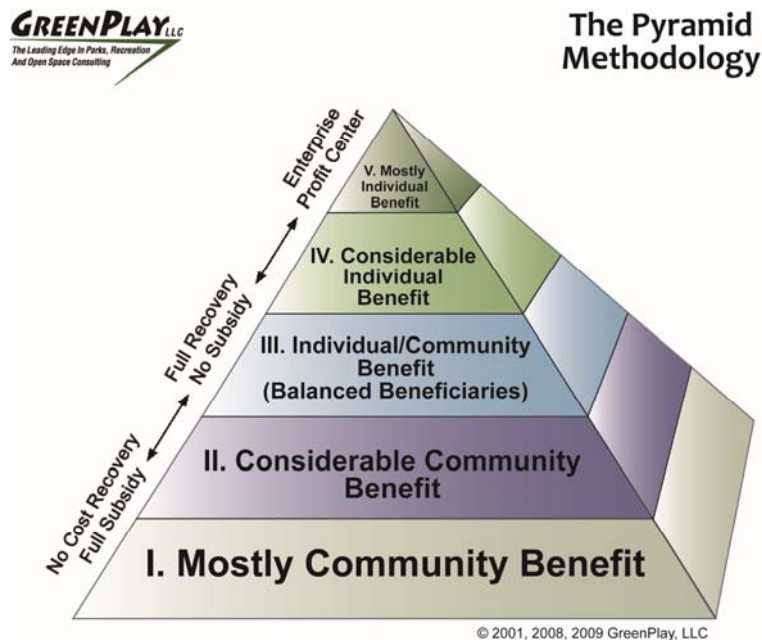 GREENPLAY LLC
The Leading Edge In Parks, Recreation
And Open Space Consulting
The Pyramid
Methodology
Enterprise
Profit Center
Full Recovery
No Subsidy
No Cost Recovery
Full Subsidy
V. Mostly
Individual
Benefit
IV. Considerable
Individual
Benefit
III. Individual/Community
Benefit
(Balanced Beneficiaries)
II. Considerable Community
Benefit
I. Mostly Community Benefit
© 2001, 2008, 2009 GreenPlay, LLC